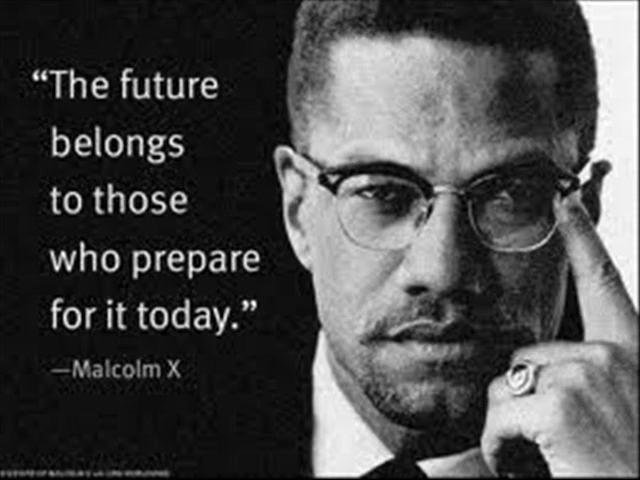 “The future
belongs
to those
who prepare
for it today.”
—Malcolm X